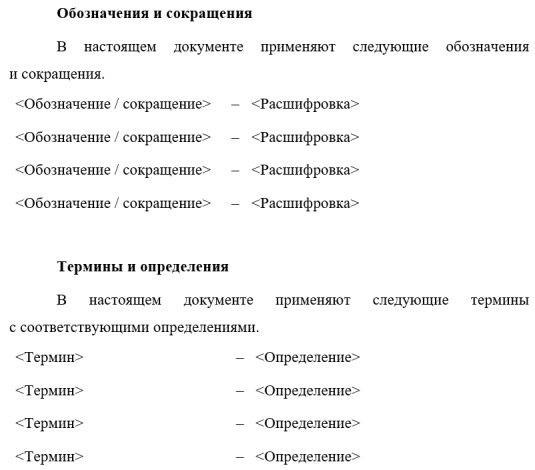 Обозначения и сокращения
В настоящем документе применяют следующие обозначения
и сокращения.
<Обозначение / сокращение> – <Расшифровка>
<Обозначение / сокращение> – <Расшифровка>
<Обозначение / сокращение> – <Расшифровка>
<Обозначение / сокращение> – <Расшифровка>
Термины и определения
В настоящем документе применяют следующие термины
с соответствующими определениями.
<Термин> – <Определение>
<Термин> – <Определение>
<Термин> – <Определение>
<Термин> – <Определение>